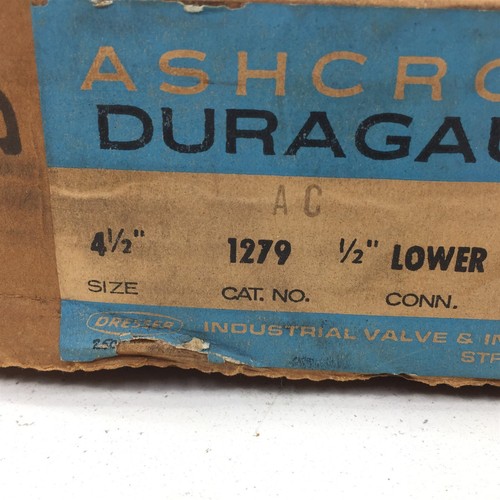 ASHCRO
DURAGAU
AC
4½" 1279 ½" LOWER
SIZE CAT. NO. CONN.
DRESSER INDUSTRIAL VALVE & IN
STR